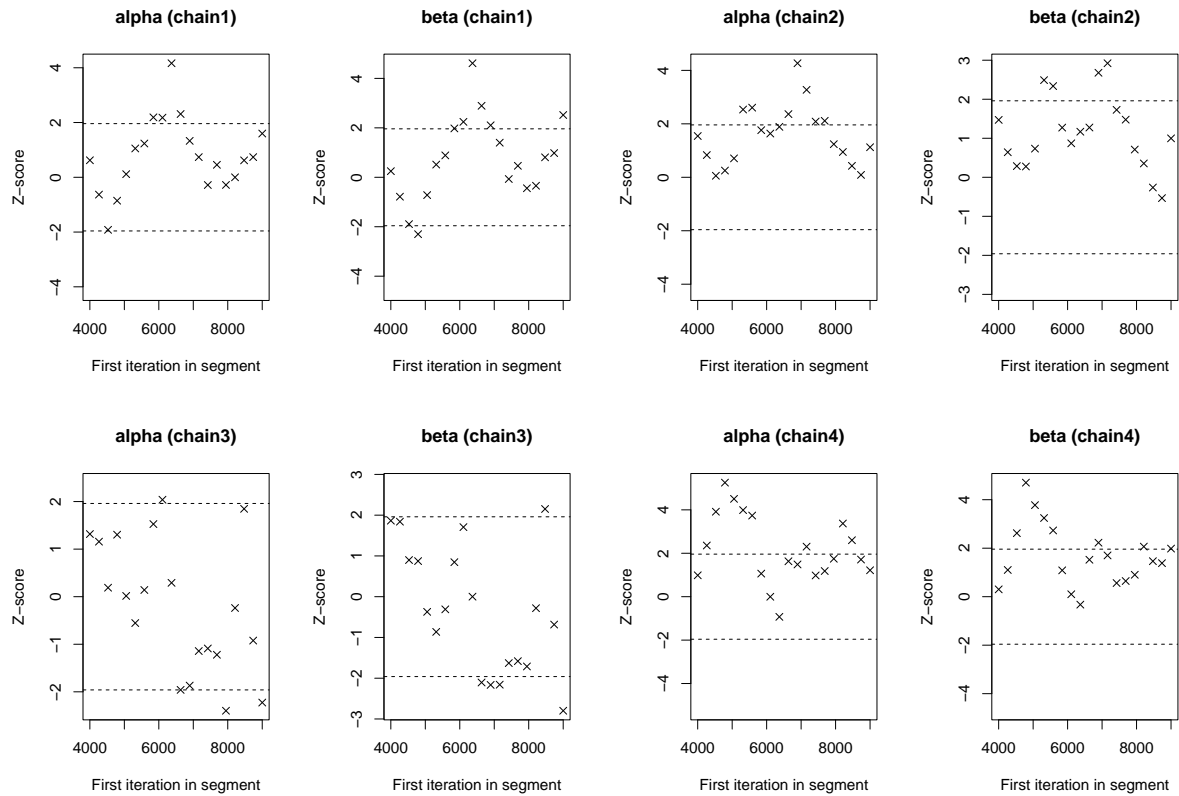 alpha (chain1)
Z−score
−4
−2
0
2
4
4000 6000 8000
First iteration in segment
beta (chain1)
Z−score
−4
−2
0
2
4
4000 6000 8000
First iteration in segment
alpha (chain2)
Z−score
−4
−2
0
2
4
4000 6000 8000
First iteration in segment
beta (chain2)
Z−score
−3
−2
−1
0
1
2
3
4000 6000 8000
First iteration in segment
alpha (chain3)
Z−score
−2
−1
0
1
2
4000 6000 8000
First iteration in segment
beta (chain3)
Z−score
−3
−2
−1
0
1
2
3
4000 6000 8000
First iteration in segment
alpha (chain4)
Z−score
−4
−2
0
2
4
4000 6000 8000
First iteration in segment
beta (chain4)
Z−score
−4
−2
0
2
4
4000 6000 8000
First iteration in segment